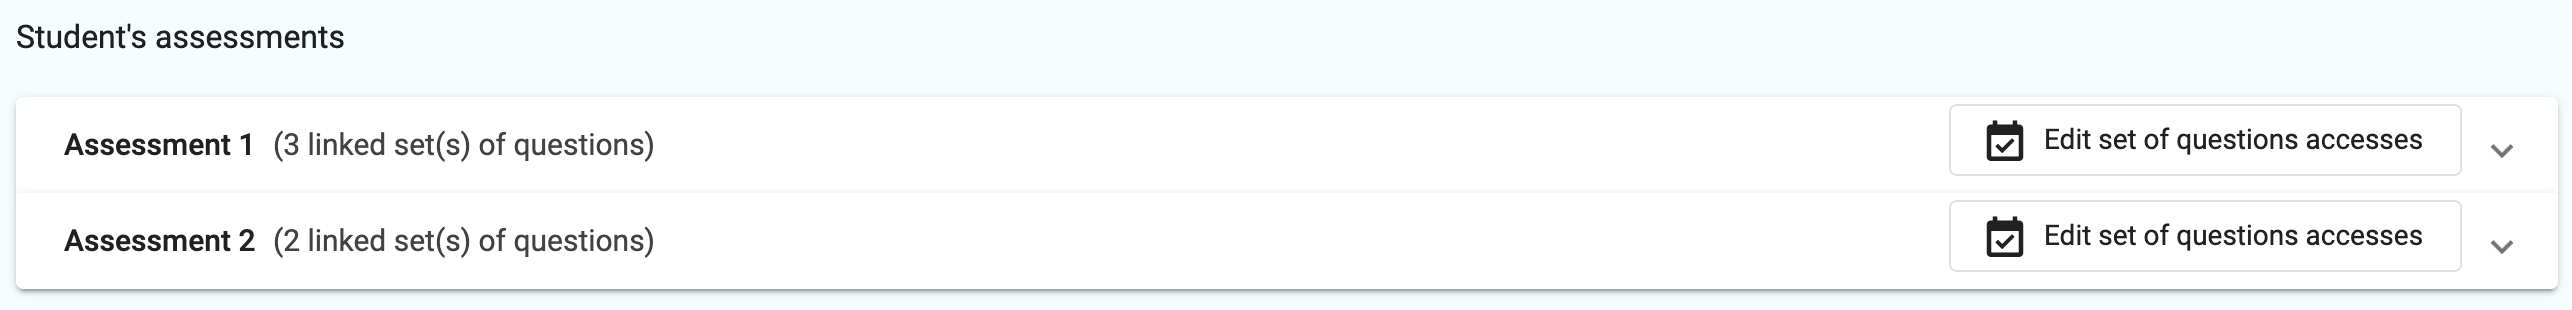 Student's assessments
Assessment 1 (3 linked set(s) of questions) Edit set of questions accesses
Assessment 2 (2 linked set(s) of questions) Edit set of questions accesses